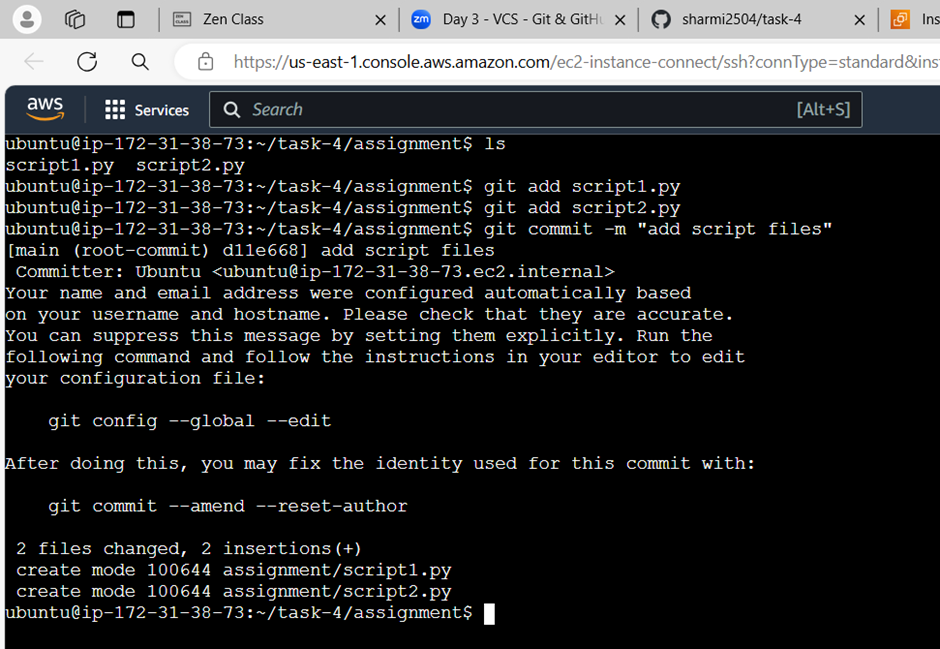 Zen Class
zm Day 3 - VCS - Git & GitHu
sharmi2504/task-4
Ins
https://us-east-1.console.aws.amazon.com/ec2-instance-connect/ssh?connType=standard&ins
aws Services Search [Alt+S]
ubuntu@ip-172-31-38-73:~/task-4/assignment$ ls
script1.py  script2.py
ubuntu@ip-172-31-38-73:~/task-4/assignment$ git add script1.py
ubuntu@ip-172-31-38-73:~/task-4/assignment$ git add script2.py
ubuntu@ip-172-31-38-73:~/task-4/assignment$ git commit -m "add script files"
[main (root-commit) d11e668] add script files
 Committer: Ubuntu <ubuntu@ip-172-31-38-73.ec2.internal>
Your name and email address were configured automatically based
on your username and hostname. Please check that they are accurate.
You can suppress this message by setting them explicitly. Run the
following command and follow the instructions in your editor to edit
your configuration file:
    git config --global --edit
After doing this, you may fix the identity used for this commit with:
    git commit --amend --reset-author
 2 files changed, 2 insertions(+)
 create mode 100644 assignment/script1.py
 create mode 100644 assignment/script2.py
ubuntu@ip-172-31-38-73:~/task-4/assignment$